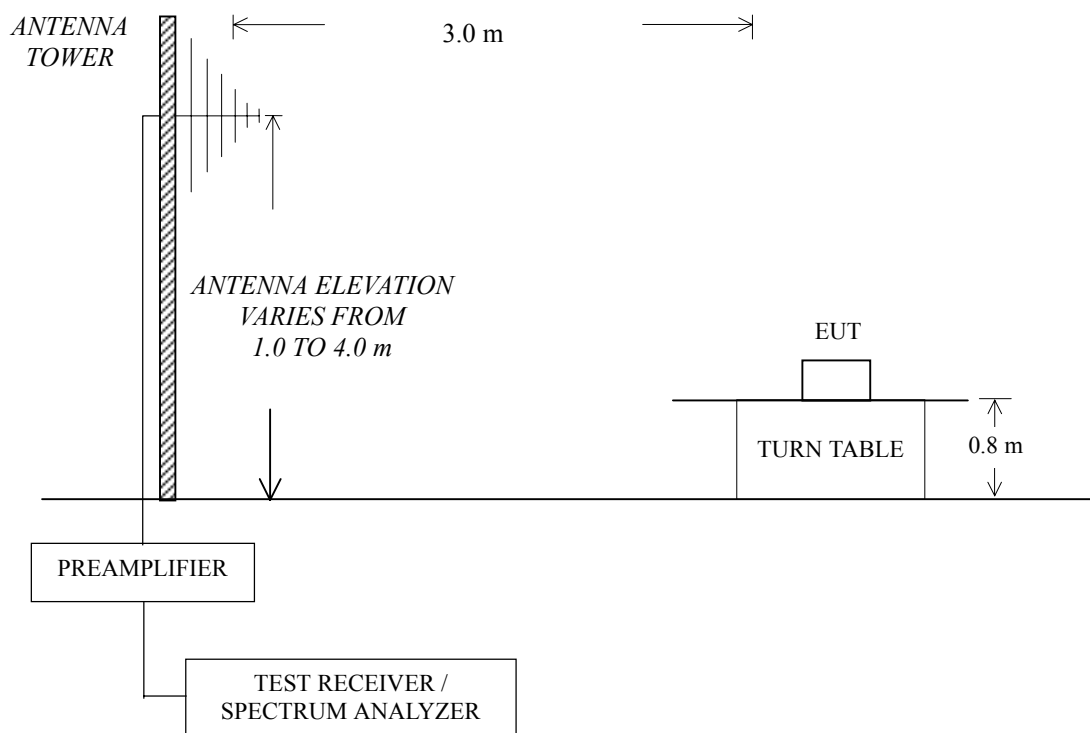 ANTENNA
TOWER
3.0 m
ANTENNA ELEVATION
VARIES FROM
1.0 TO 4.0 m
EUT
TURN TABLE
0.8 m
PREAMPLIFIER
TEST RECEIVER /
SPECTRUM ANALYZER